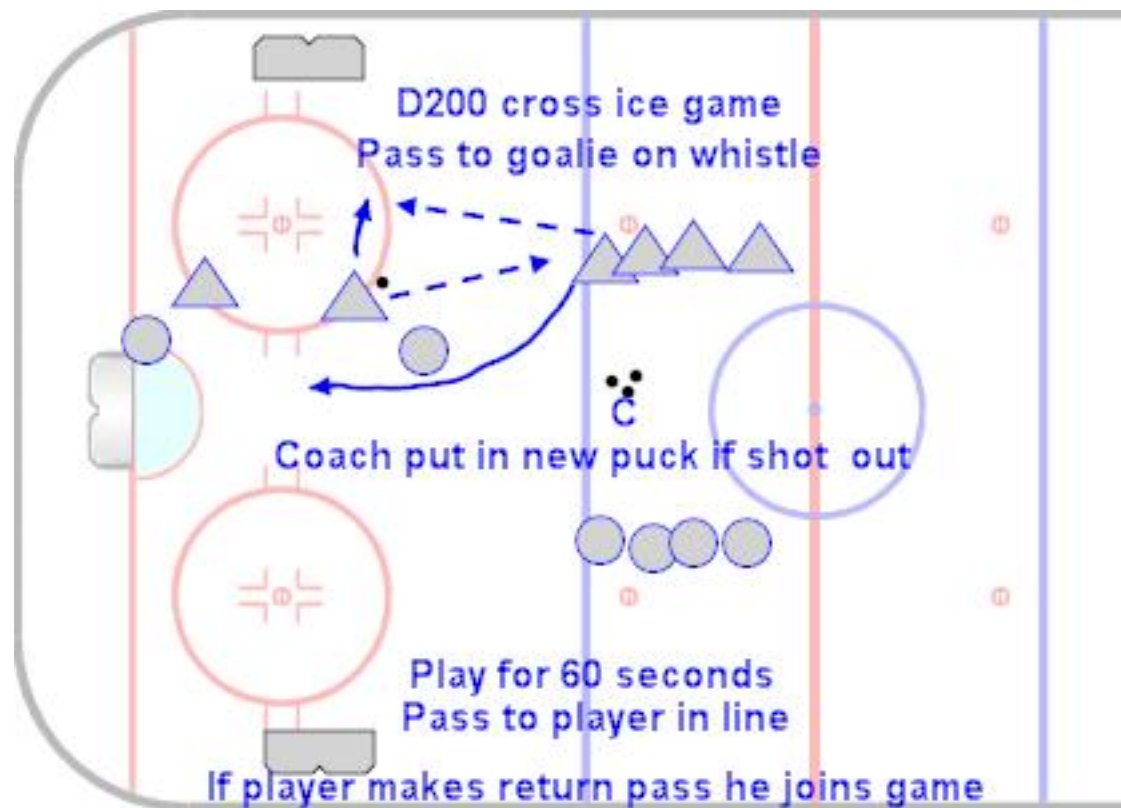 D200 cross ice game
Pass to goalie on whistle
C
Coach put in new puck if shot out
Play for 60 seconds
Pass to player in line
If player makes return pass he joins game